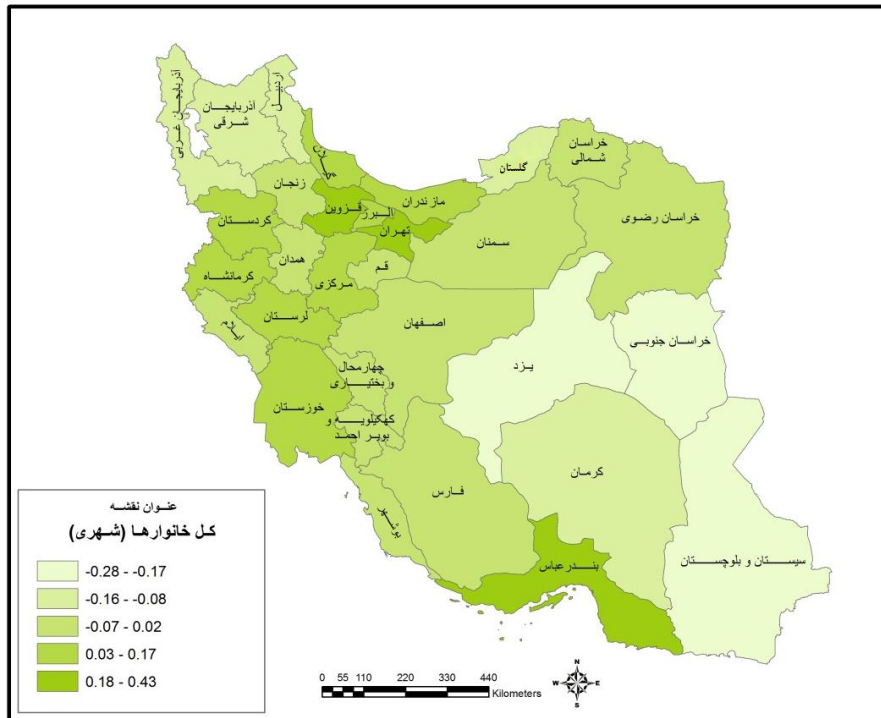 آذربایجان غربی
آذربایجان
شرقی
اردبیل
گیلان
زنجان
کردستان
قزوین
البرز
مازندران
تهران
گلستان
خراسان
شمالی
خراسان رضوی
سمنان
همدان
کرمانشاه
مرکزی
قم
لرستان
ایلام
اصفهان
چهارمحال
و بختیاری
خوزستان
کهکیلویه و
بویر احمد
یزد
خراسان جنوبی
کرمان
فارس
بوشهر
بندرعباس
سیستان و بلوچستان
عنوان نقشه
کل خانوارها (شهری)
-0.28 - -0.17
-0.16 - -0.08
-0.07 - 0.02
0.03 - 0.17
0.18 - 0.43
0 55 110 220 330 440
Kilometers
N
W E
S